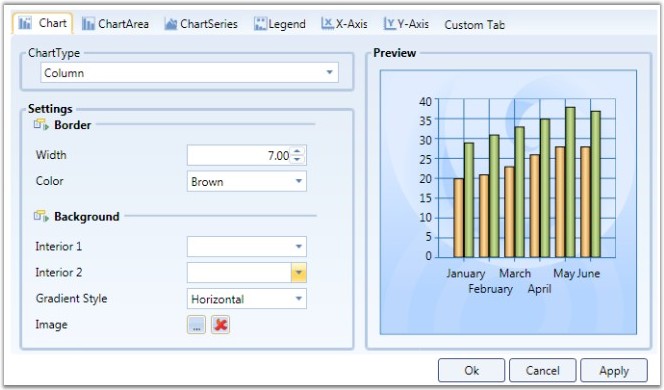 Chart ChartArea ChartSeries Legend X-Axis Y-Axis Custom Tab
ChartType
Column
Settings
Border
Width 7.00
Color Brown
Background
Interior 1
Interior 2
Gradient Style Horizontal
Image ...
Preview
40
35
30
25
20
15
10
5
0
January March May June
February April
Ok Cancel Apply